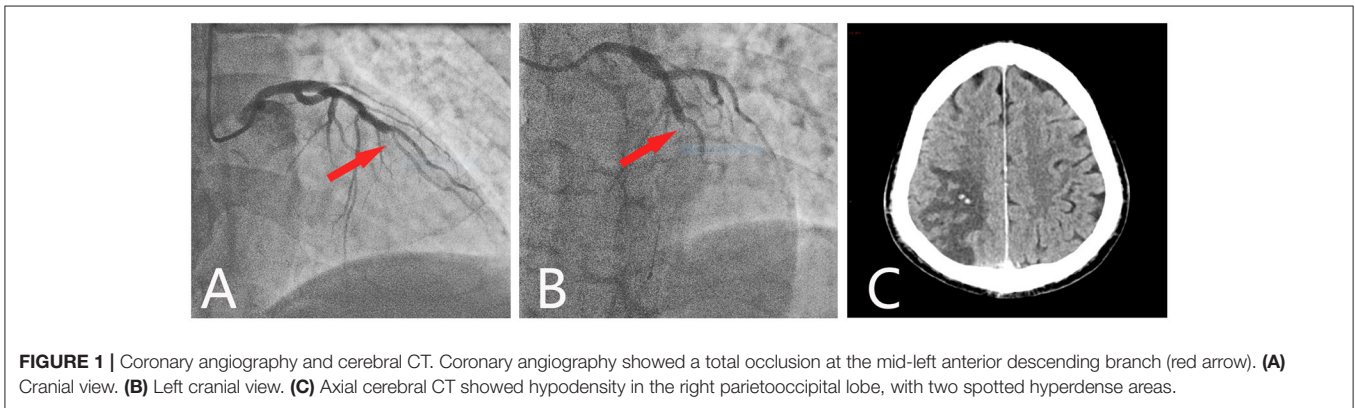 A
B
C
FIGURE 1 | Coronary angiography and cerebral CT. Coronary angiography showed a total occlusion at the mid-left anterior descending branch (red arrow). (A)
Cranial view. (B) Left cranial view. (C) Axial cerebral CT showed hypodensity in the right parietooccipital lobe, with two spotted hyperdense areas.